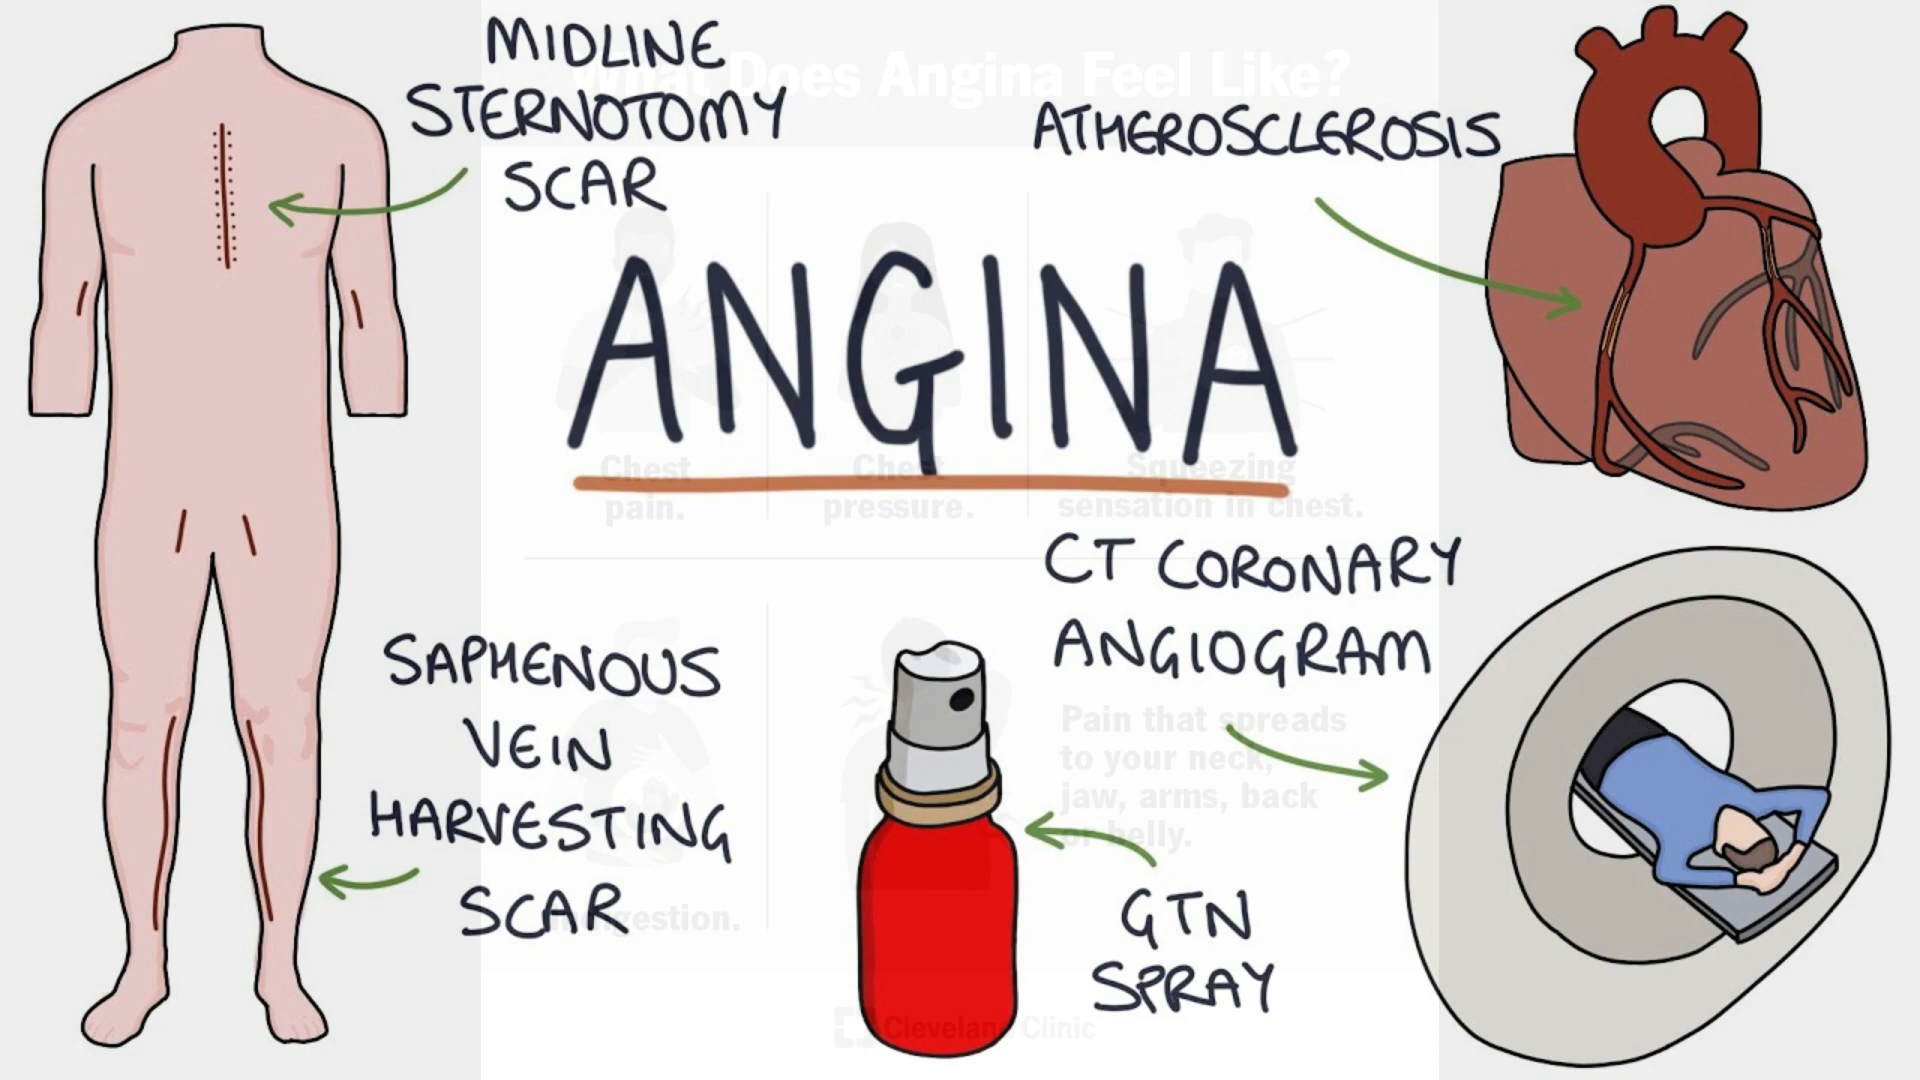 MIDLINE
STERNOTOMY
SCAR
What Does Angina Feel Like?
ATHEROSCLEROSIS
ANGINA
Chest
pain.
Chest
pressure.
Squeezing
sensation in chest.
CT CORONARY
ANGIOGRAM
SAPHENOUS
VEIN
HARVESTING
SCAR
Pain that spreads
to your neck,
jaw, arms, back
or belly.
GTN
SPRAY
Indigestion.
Cleveland Clinic